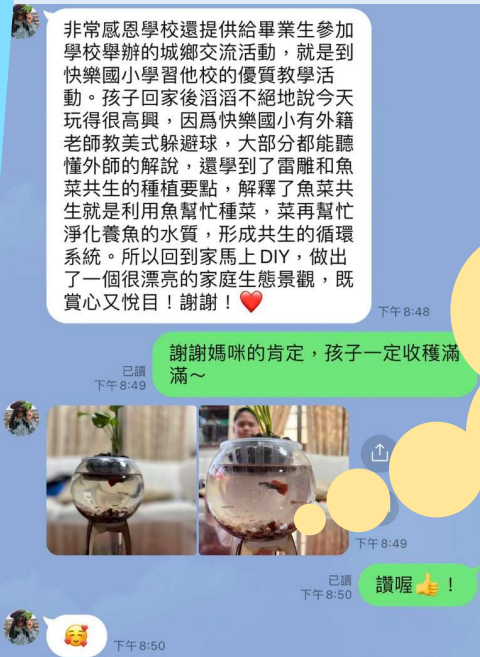 非常感恩學校還提供給畢業生參加
學校舉辦的城鄉交流活動，就是到
快樂國小學習他校的優質教學活
動。孩子回家後滔滔不絕地說今天
玩得很高興，因爲快樂國小有外籍
老師教美式躲避球，大部分都能聽
懂外師的解說，還學到了雷雕和魚
菜共生的種植要點，解釋了魚菜共
生就是利用魚幫忙種菜，菜再幫忙
淨化養魚的水質，形成共生的循環
系統。所以回到家馬上DIY，做出
了一個很漂亮的家庭生態景觀，既
賞心又悅目！謝謝！❤️
下午8:48
謝謝媽咪的肯定，孩子一定收穫滿
滿～
已讀
下午8:49
下午8:49
已讀
下午8:50
讚喔👍！
🥰
下午8:50